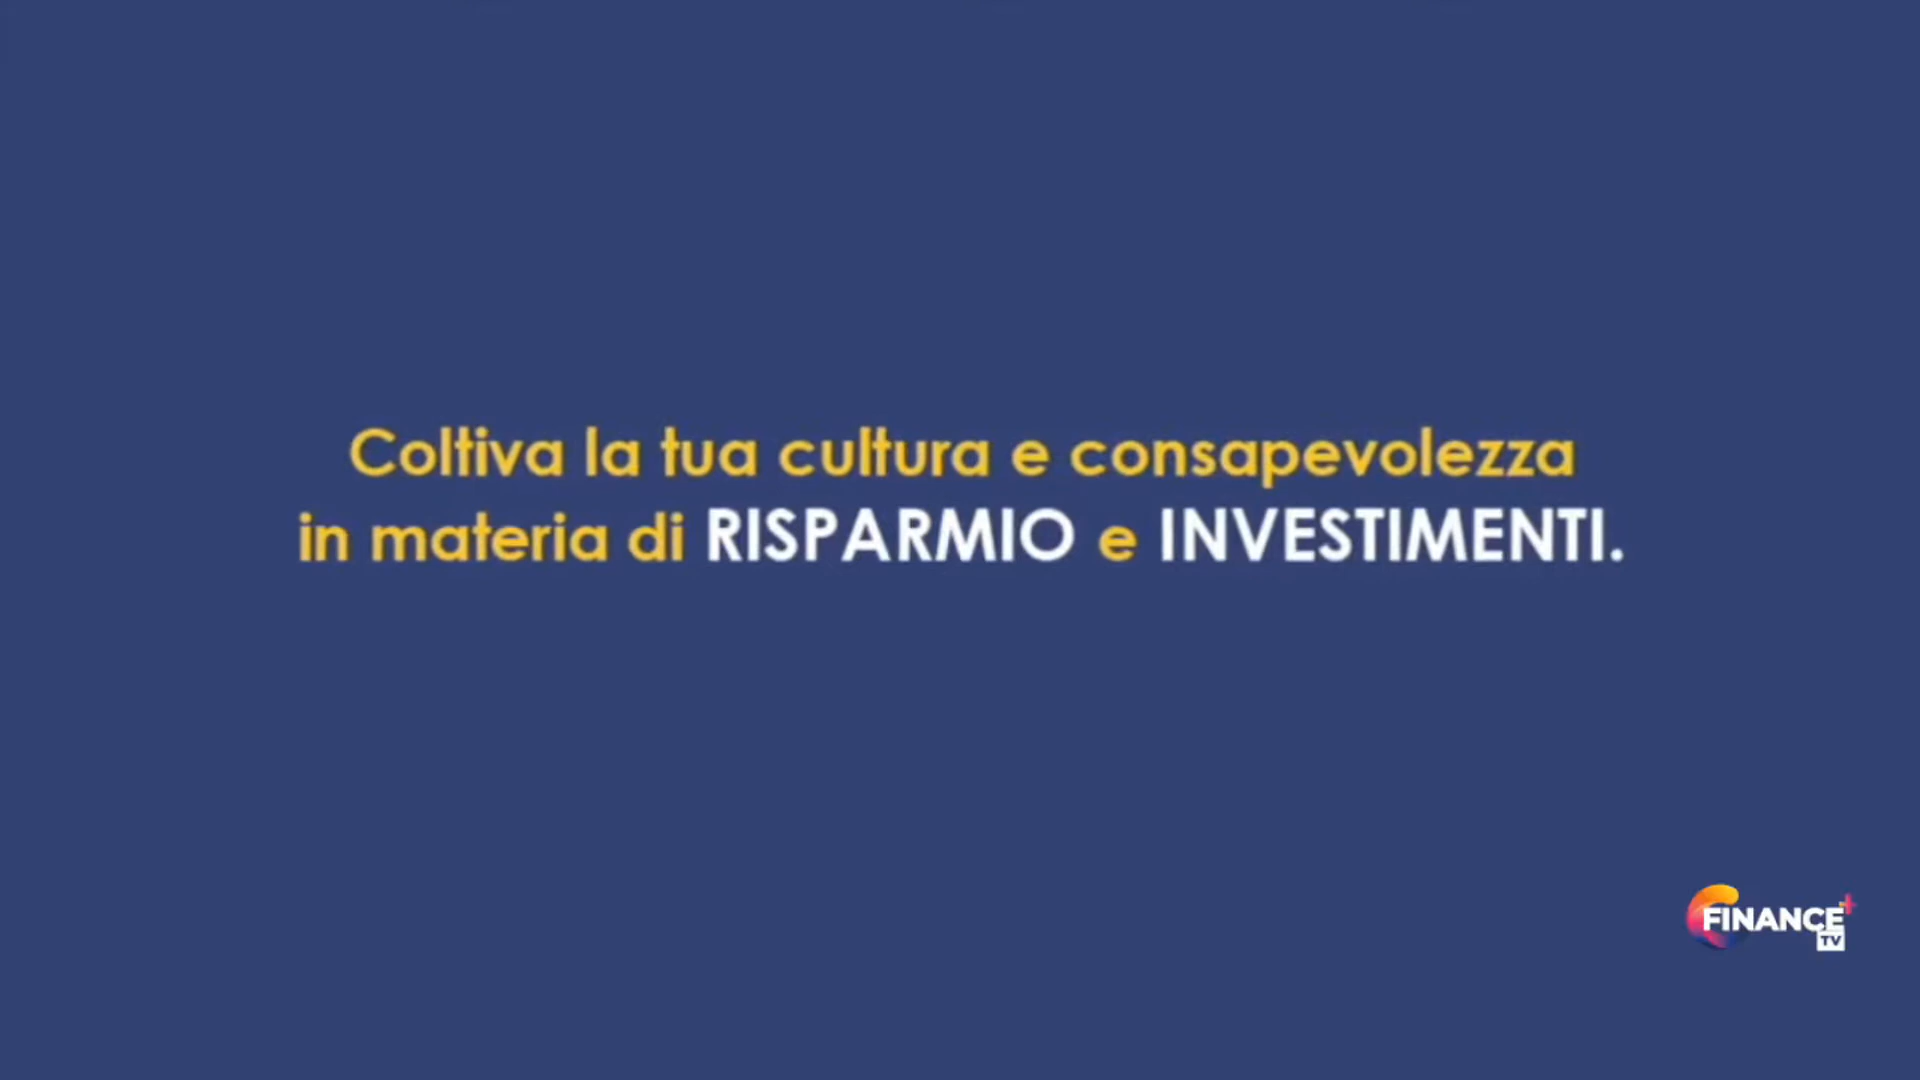 Coltiva la tua cultura e consapevolezza
in materia di RISPARMIO e INVESTIMENTI.
FINANCE+
TV